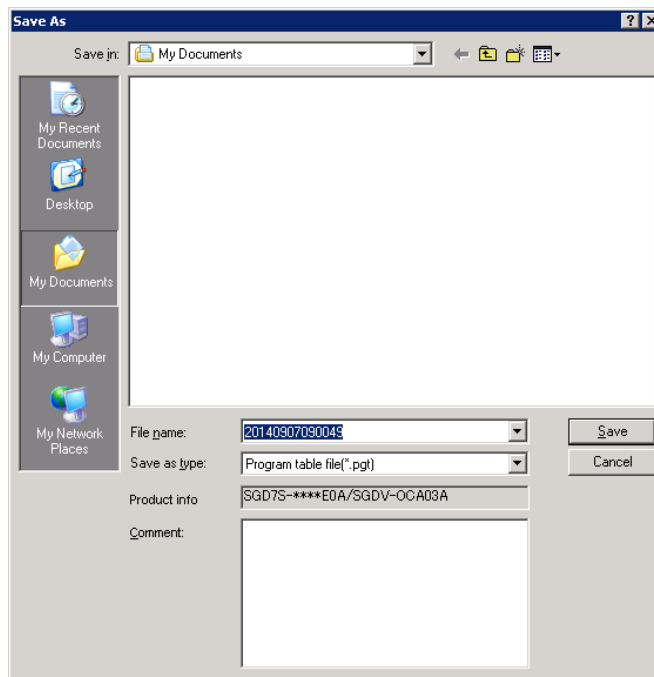 Save As
Save in:
My Documents
My Recent
Documents
Desktop
My Documents
My Computer
My Network
Places
File name:
20140907090049
Save
Save as type:
Program table file(*.pgt)
Cancel
Product info
SGD7S-****E0A/SGDV-OCA03A
Comment: